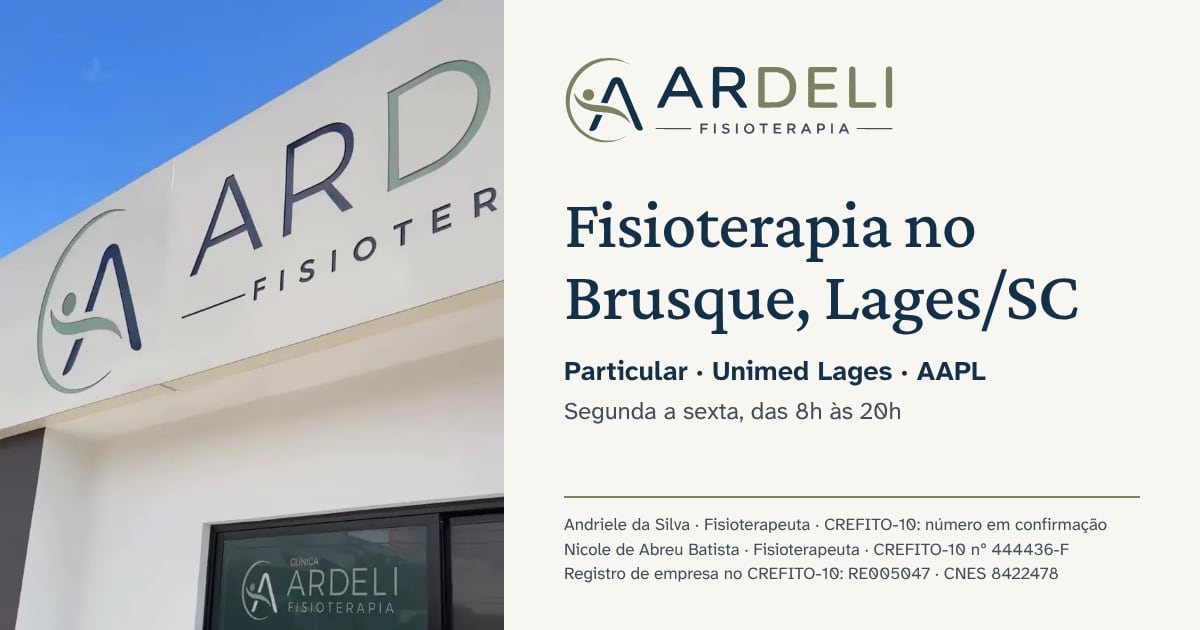 ARD
FISIOTER
CLÍNICA
ARDELI
FISIOTERAPIA
ARDELI
FISIOTERAPIA
Fisioterapia no
Brusque, Lages/SC
Particular · Unimed Lages · AAPL
Segunda a sexta, das 8h às 20h
Andriele da Silva · Fisioterapeuta · CREFITO-10: número em confirmação
Nicole de Abreu Batista · Fisioterapeuta · CREFITO-10 nº 444436-F
Registro de empresa no CREFITO-10: RE005047 · CNES 8422478